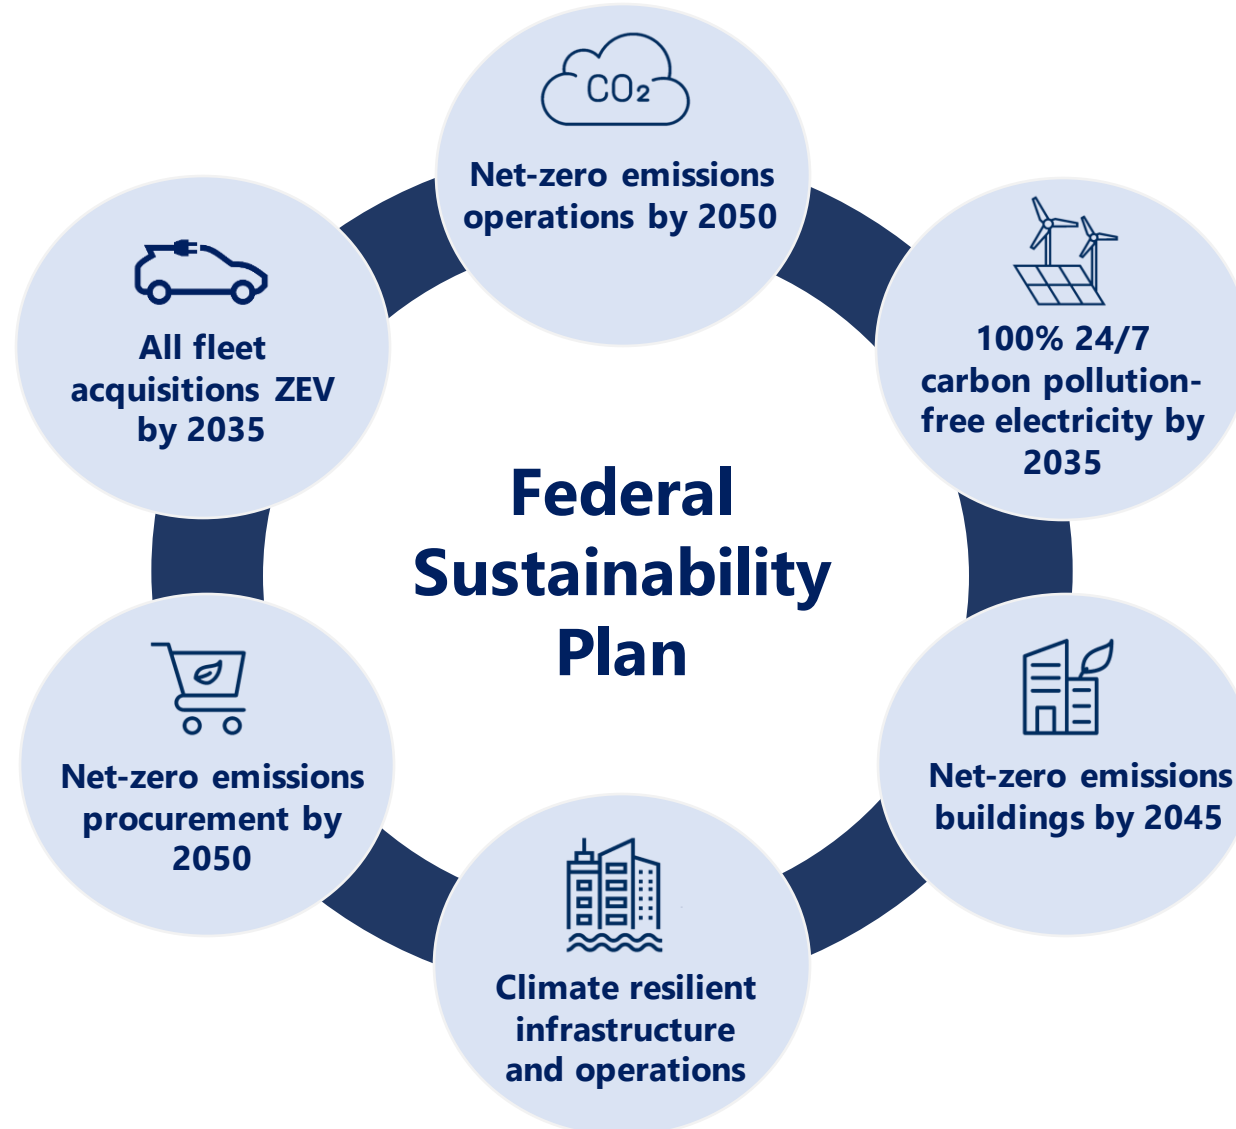 CO₂
Net-zero emissions
operations by 2050
100% 24/7
carbon pollution-
free electricity by
2035
Net-zero emissions
buildings by 2045
Climate resilient
infrastructure
and operations
Net-zero emissions
procurement by
2050
All fleet
acquisitions ZEV
by 2035
Federal
Sustainability
Plan